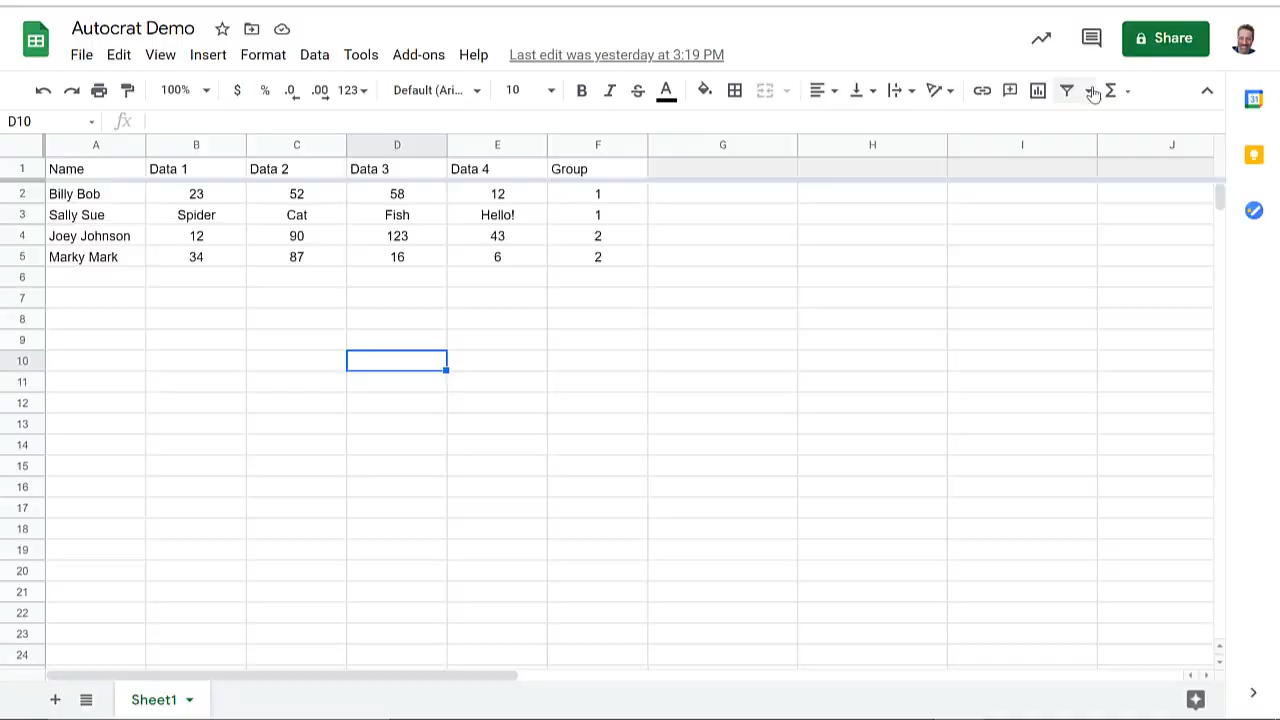 Autocrat Demo
File Edit View Insert Format Data Tools Add-ons Help Last edit was yesterday at 3:19 PM
Share
100% $ % .0 .00 123 Default (Ari... 10 B I S A Σ
D10 fx
A B C D E F G H I J
1 Name Data 1 Data 2 Data 3 Data 4 Group
2 Billy Bob 23 52 58 12 1
3 Sally Sue Spider Cat Fish Hello! 1
4 Joey Johnson 12 90 123 43 2
5 Marky Mark 34 87 16 6 2
6
7
8
9
10
11
12
13
14
15
16
17
18
19
20
21
22
23
24
Sheet1
31